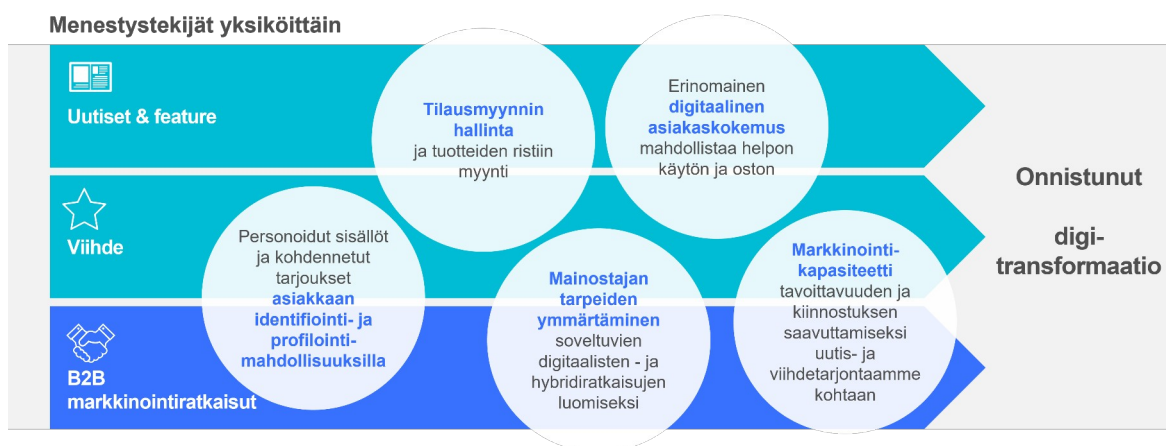 Menestystekijät yksiköittäin
Uutiset & feature
Tilausmyynnin
hallinta
ja tuotteiden ristiin
myynti
Erinomainen
digitaalinen
asiakaskokemus
mahdollistaa helpon
käytön ja oston
Viihde
Personoidut sisällöt
ja kohdennetut
tarjoukset
asiakkaan
identifiointi- ja
profilointi-
mahdollisuuksilla
Mainostajan
tarpeiden
ymmärtäminen
soveltuvien
digitaalisten - ja
hybridiratkaisujen
luomiseksi
Markkinointi-
kapasiteetti
tavoittavuuden ja
kiinnostuksen
saavuttamiseksi
uutis- ja
viihdetarjontaamme
kohtaan
B2B
markkinointiratkaisut
Onnistunut
digi-
transformaatio